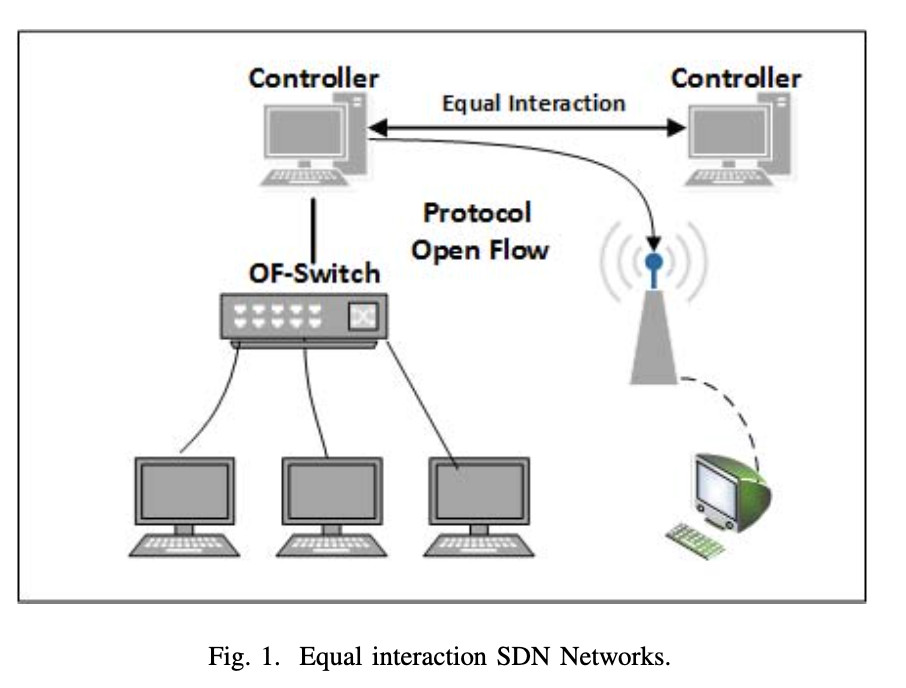 Controller
Controller
Equal Interaction
Protocol
Open Flow
OF-Switch
Fig. 1. Equal interaction SDN Networks.